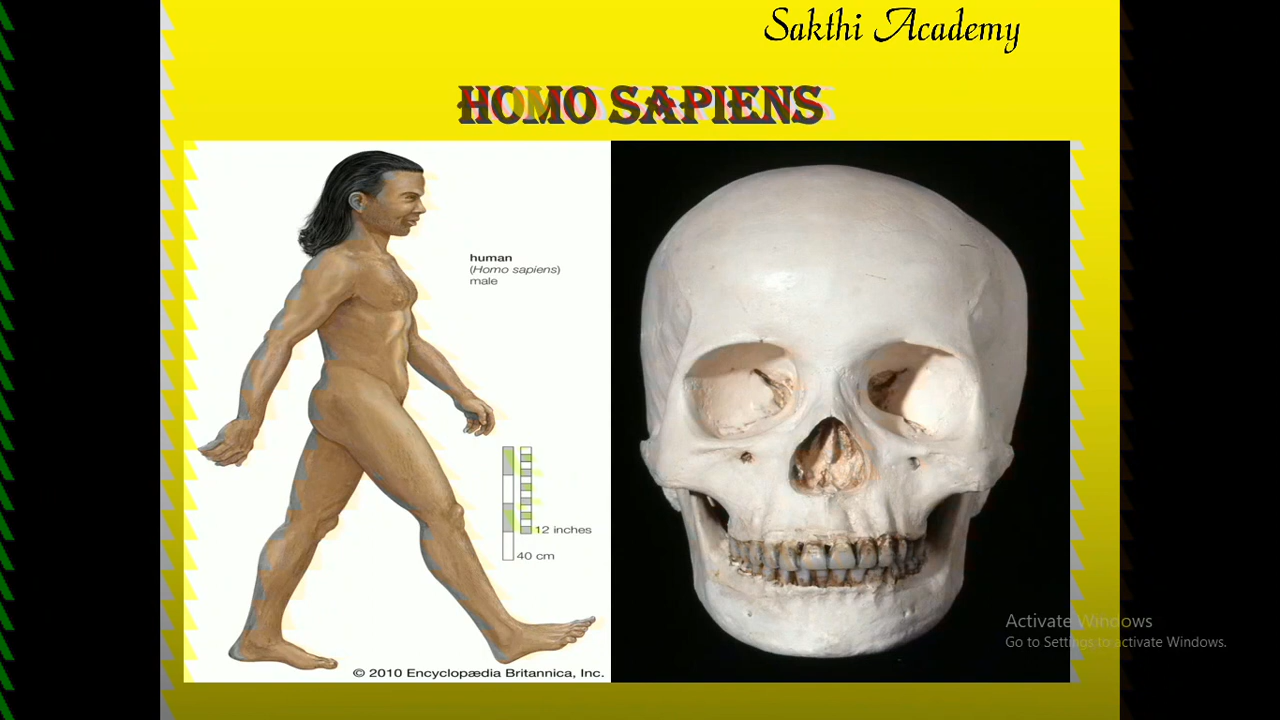 Sakthi Academy
HOMO SAPIENS
human
(Homo sapiens)
male
12 inches
40 cm
© 2010 Encyclopædia Britannica, Inc.
Activate Windows
Go to Settings to activate Windows.